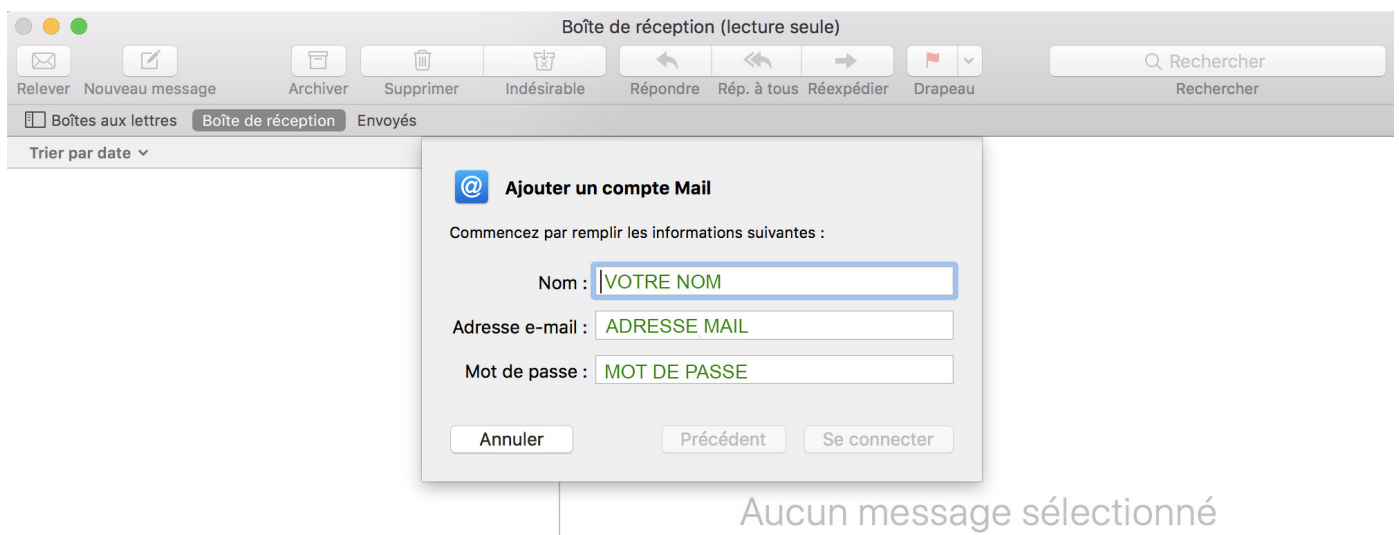 Boîte de réception (lecture seule)
Rechercher
Relever Nouveau message Archiver Supprimer Indésirable Répondre Rép. à tous Réexpédier Drapeau Rechercher
Boîtes aux lettres Boîte de réception Envoyés
Trier par date
@ Ajouter un compte Mail
Commencez par remplir les informations suivantes :
Nom : VOTRE NOM
Adresse e-mail : ADRESSE MAIL
Mot de passe : MOT DE PASSE
Annuler Précédent Se connecter
Aucun message sélectionné